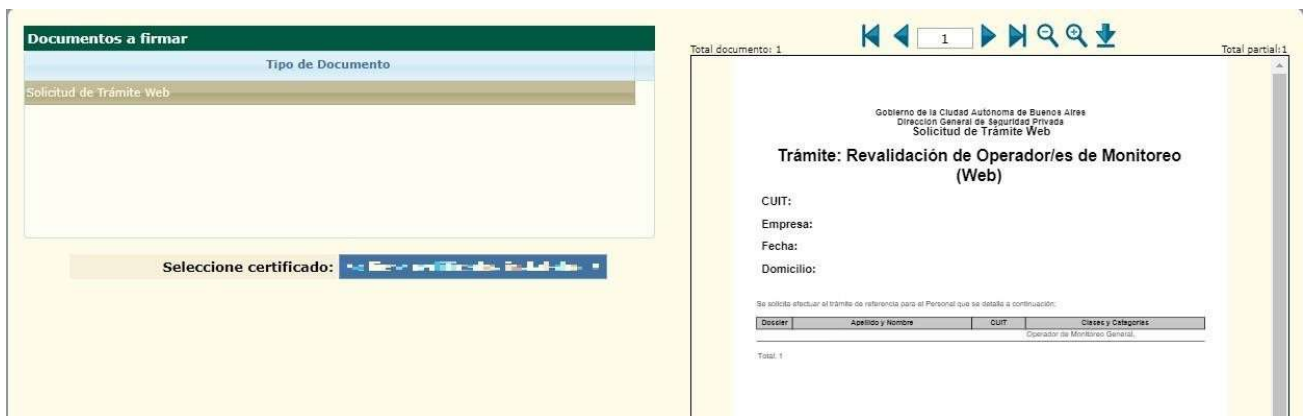 Documentos a firmar
Tipo de Documento
Solicitud de Trámite Web
Seleccione certificado:
1
Total documento: 1
Total partial:1
Gobierno de la Ciudad Autónoma de Buenos Aires
Dirección General de Seguridad Privada
Solicitud de Trámite Web
Trámite: Revalidación de Operador/es de Monitoreo
(Web)
CUIT:
Empresa:
Fecha:
Domicilio:
Se solicita efectuar el trámite de referencia para el Personal que se detalla a continuación:
Dossier Apellido y Nombre CUIT Clases y Categorías
Operador de Monitoreo General.
Total: 1